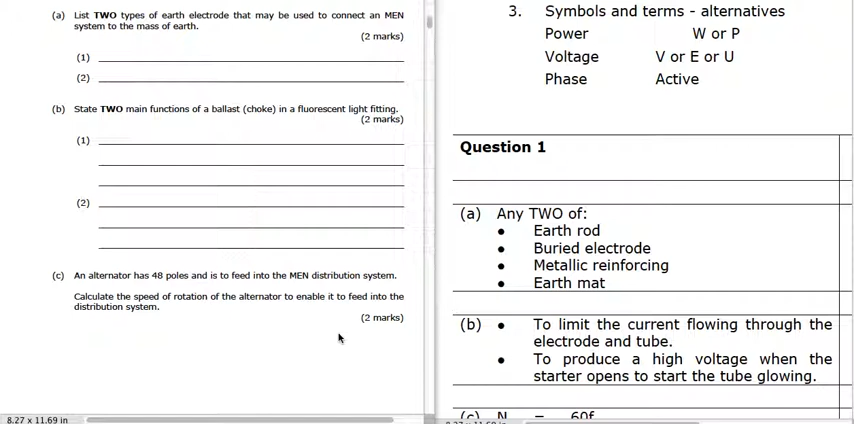 (a) List TWO types of earth electrode that may be used to connect an MEN
system to the mass of earth.
(2 marks)
(1)
(2)
(b) State TWO main functions of a ballast (choke) in a fluorescent light fitting.
(2 marks)
(1)
(2)
(c) An alternator has 48 poles and is to feed into the MEN distribution system.
Calculate the speed of rotation of the alternator to enable it to feed into the
distribution system.
(2 marks)
8.27 x 11.69 in
3. Symbols and terms - alternatives
Power W or P
Voltage V or E or U
Phase Active
Question 1
(a) Any TWO of:
• Earth rod
• Buried electrode
• Metallic reinforcing
• Earth mat
(b) • To limit the current flowing through the
electrode and tube.
• To produce a high voltage when the
starter opens to start the tube glowing.
(c) N = 60f